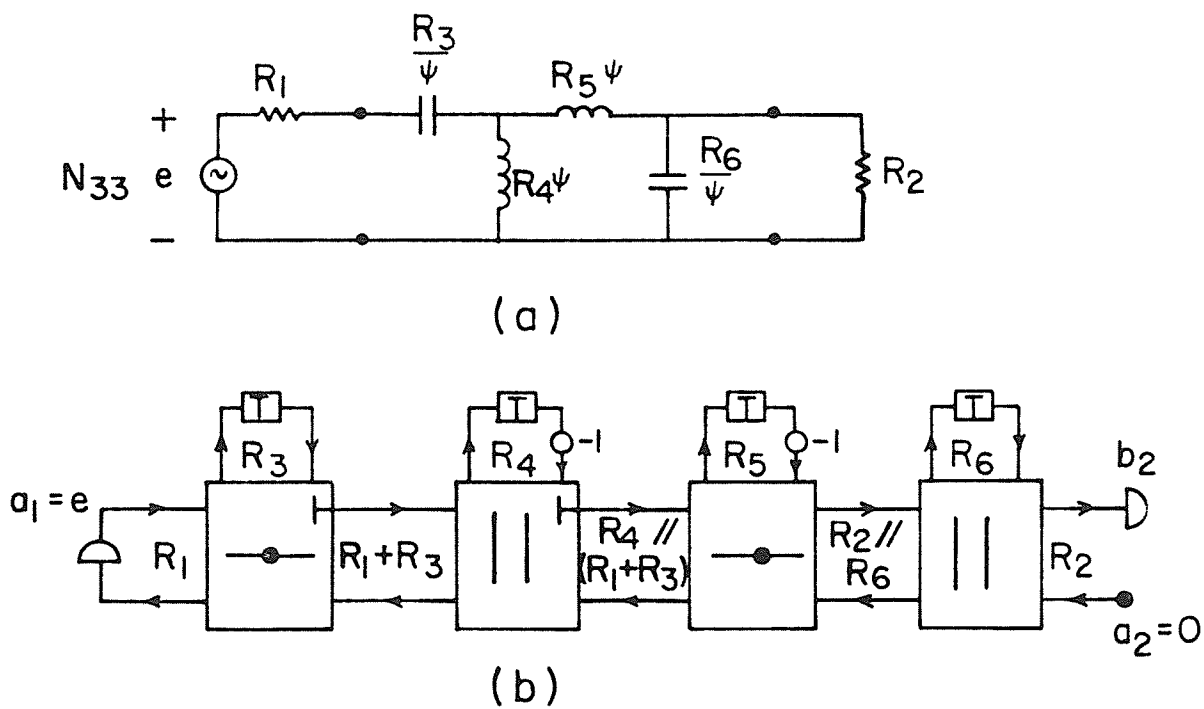 R3/ψ
R1
R5ψ
+
N33 e
R4ψ
R6/ψ
R2
−
(a)
T T T T
-1 -1
R3 R4 R5 R6
b2
a1=e
R1
R1+R3
R4//
(R1+R3)
R2//
R6
R2
a2=0
(b)